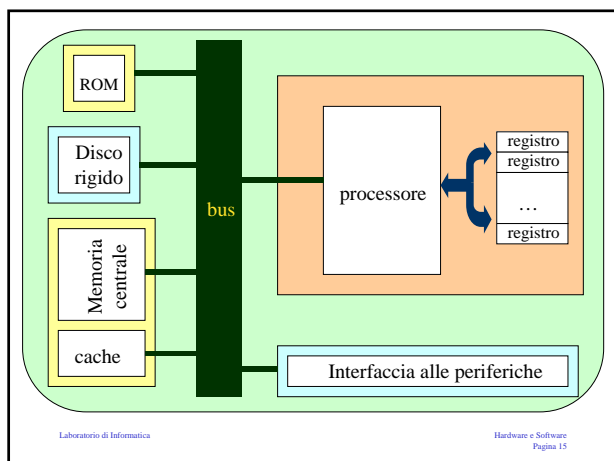 ROM
Disco
rigido
Memoria
centrale
cache
bus
processore
registro
registro
…
registro
Interfaccia alle periferiche
Laboratorio di Informatica
Hardware e Software
Pagina 15